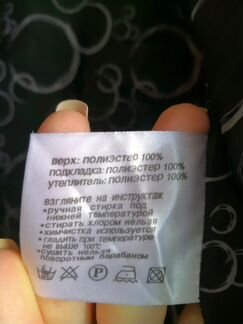 верх: полиэстер 100%
подкладка: полиэстер 100%
утеплитель: полиэстер 100%
Взгляните на инструктаж
•ручная стирка под
нижней температурой
•стирать хлором нельзя
•химчистка используется
•гладить при температуре
не выше 100°C
•сушить нельзя
поворотным барабаном
P